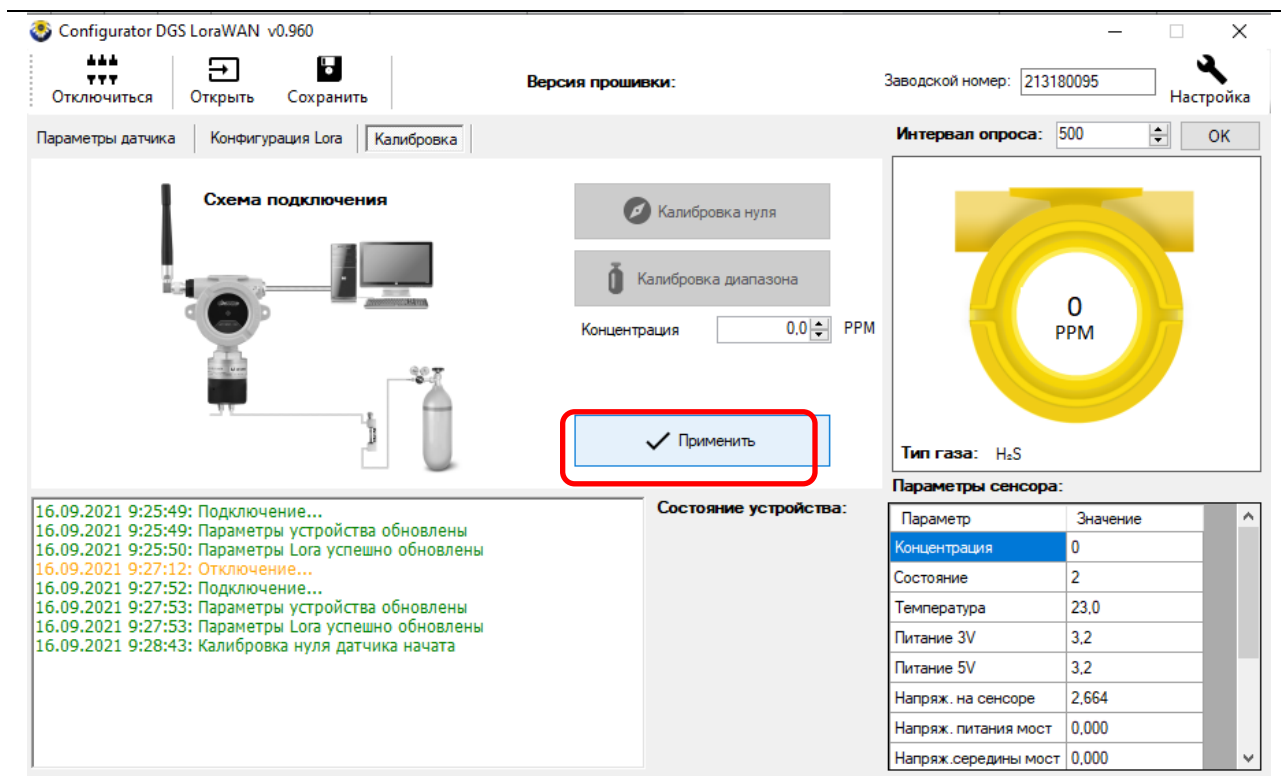 Configurator DGS LoraWAN v0.960
Отключиться
Открыть
Сохранить
Версия прошивки:
Заводской номер: 213180095
Настройка
Параметры датчика
Конфигурация Lora
Калибровка
Интервал опроса: 500
OK
Схема подключения
Калибровка нуля
Калибровка диапазона
Концентрация 0,0 PPM
Применить
0
PPM
Тип газа: H₂S
16.09.2021 9:25:49: Подключение...
16.09.2021 9:25:49: Параметры устройства обновлены
16.09.2021 9:25:50: Параметры Lora успешно обновлены
16.09.2021 9:27:12: Отключение...
16.09.2021 9:27:52: Подключение...
16.09.2021 9:27:53: Параметры устройства обновлены
16.09.2021 9:27:53: Параметры Lora успешно обновлены
16.09.2021 9:28:43: Калибровка нуля датчика начата
Состояние устройства:
Параметры сенсора:
Параметр Значение
Концентрация 0
Состояние 2
Температура 23,0
Питание 3V 3,2
Питание 5V 3,2
Напряж. на сенсоре 2,664
Напряж. питания мост 0,000
Напряж.середины мост 0,000